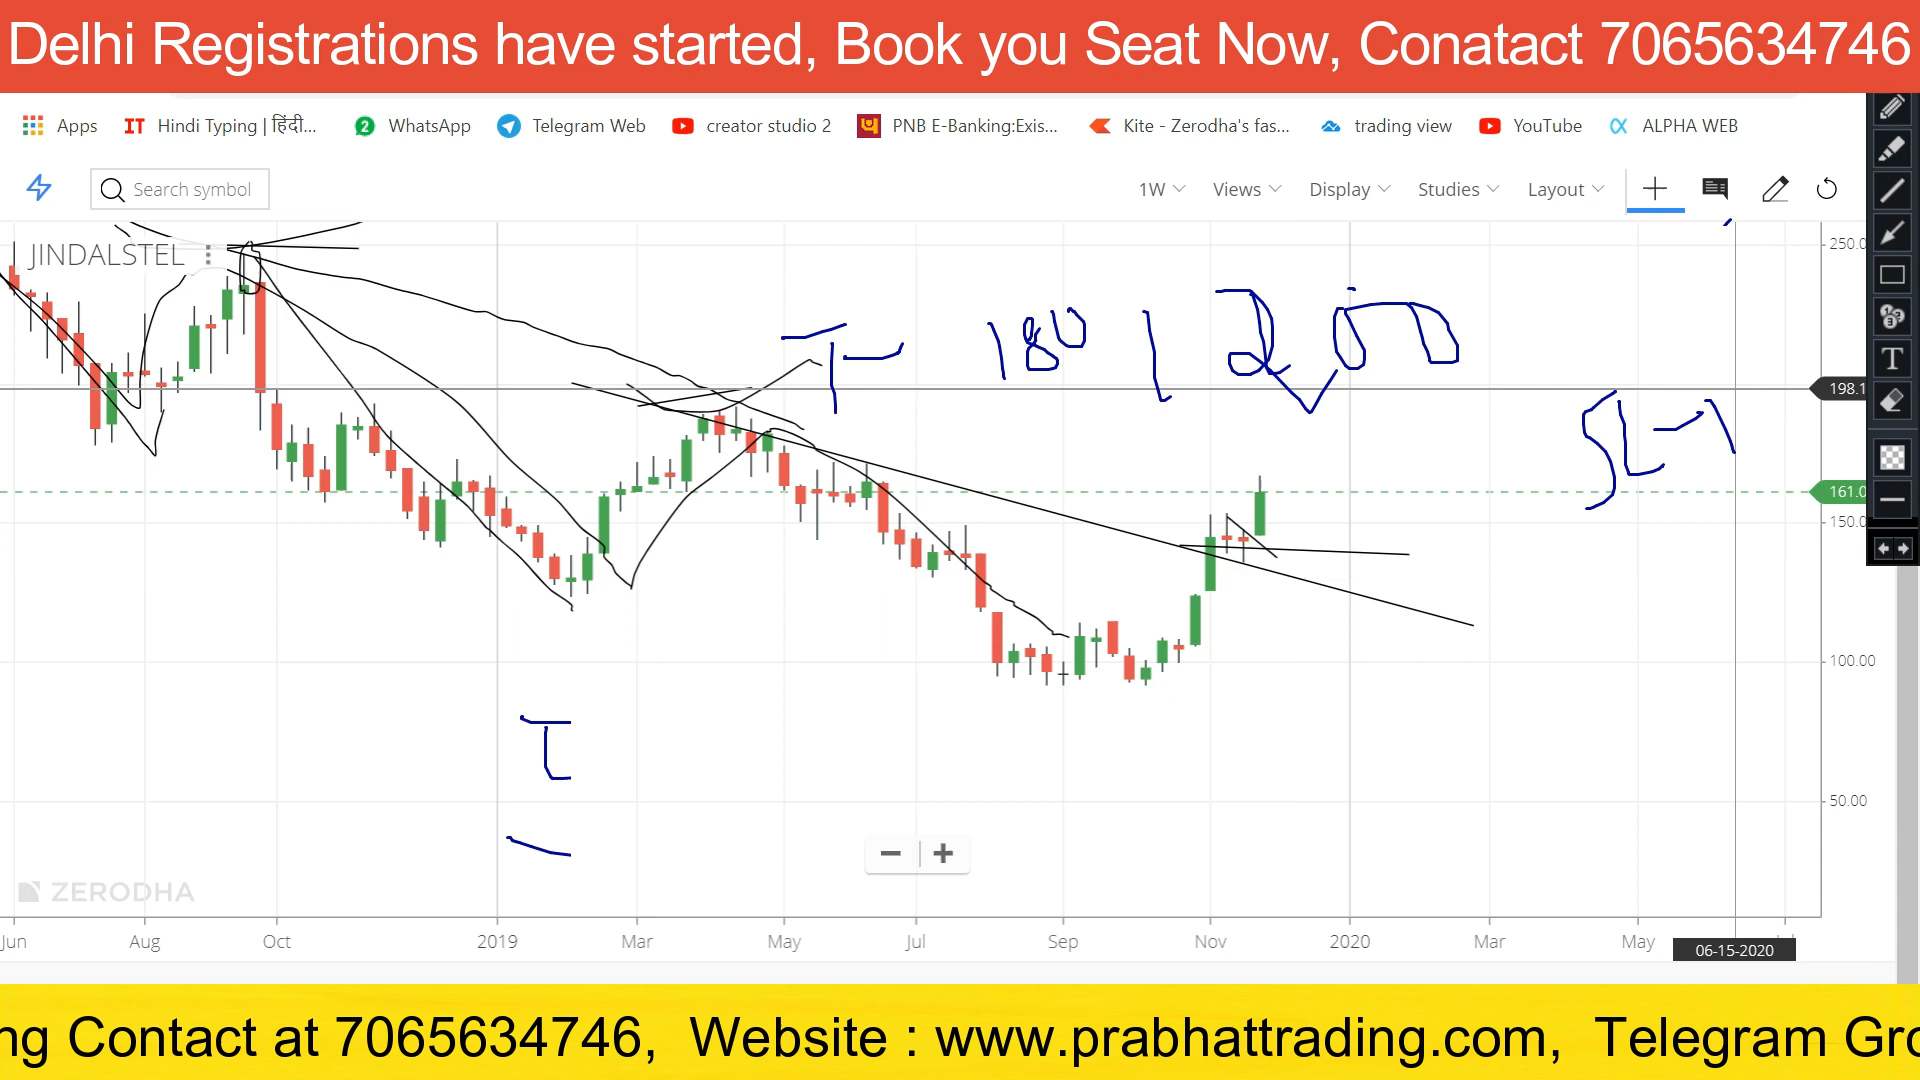 Delhi Registrations have started, Book you Seat Now, Conatact 7065634746
Apps Hindi Typing | हिंदी... 2 WhatsApp Telegram Web creator studio 2 PNB E-Banking:Exis... Kite - Zerodha's fas... trading view YouTube ALPHA WEB
Search symbol 1W Views Display Studies Layout
JINDALSTEL
250.0
T- 180 | 200
198.1
SL-1
161.0
150.0
100.00
50.00
ZERODHA
Jun Aug Oct 2019 Mar May Jul Sep Nov 2020 Mar May
06-15-2020
ng Contact at 7065634746, Website : www.prabhattrading.com, Telegram Gro